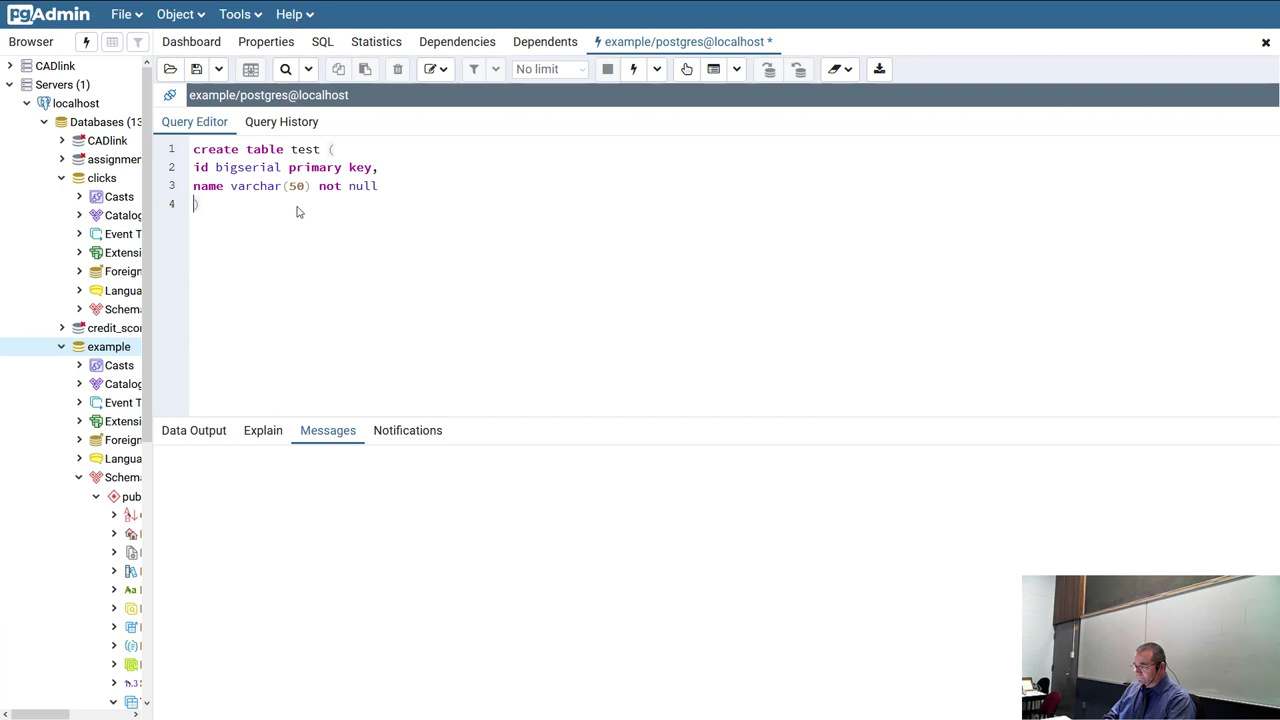 pgAdmin File Object Tools Help
Browser Dashboard Properties SQL Statistics Dependencies Dependents example/postgres@localhost *
No limit
example/postgres@localhost
Query Editor Query History
1 create table test (
2 id bigserial primary key,
3 name varchar(50) not null
4 )
CADlink
Servers (1)
localhost
Databases (13
CADlink
assignmen
clicks
Casts
Catalog
Event T
Extensi
Foreign
Langua
Schem
credit_scor
example
Casts
Catalog
Event T
Extensi
Foreign
Langua
Schem
pub
Data Output Explain Messages Notifications